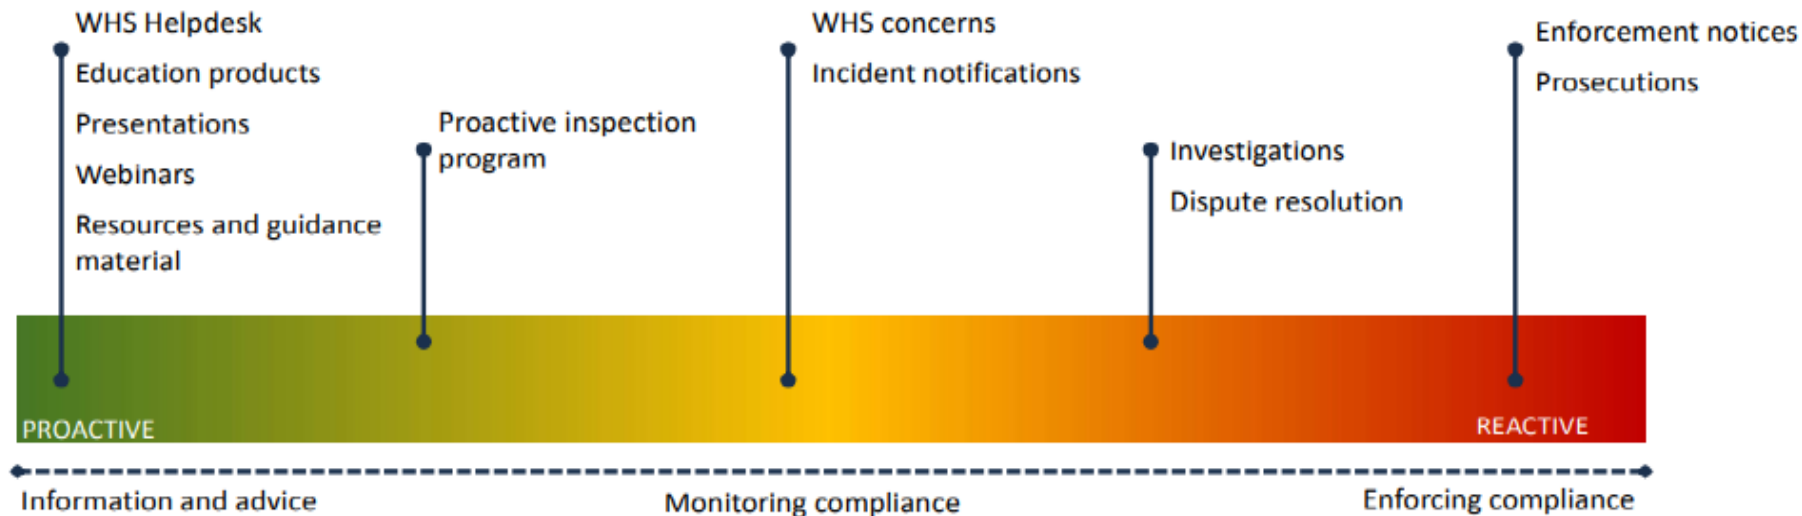 WHS Helpdesk
Education products
Presentations
Webinars
Resources and guidance
material
Proactive inspection
program
WHS concerns
Incident notifications
Investigations
Dispute resolution
Enforcement notices
Prosecutions
PROACTIVE
REACTIVE
Information and advice
Monitoring compliance
Enforcing compliance